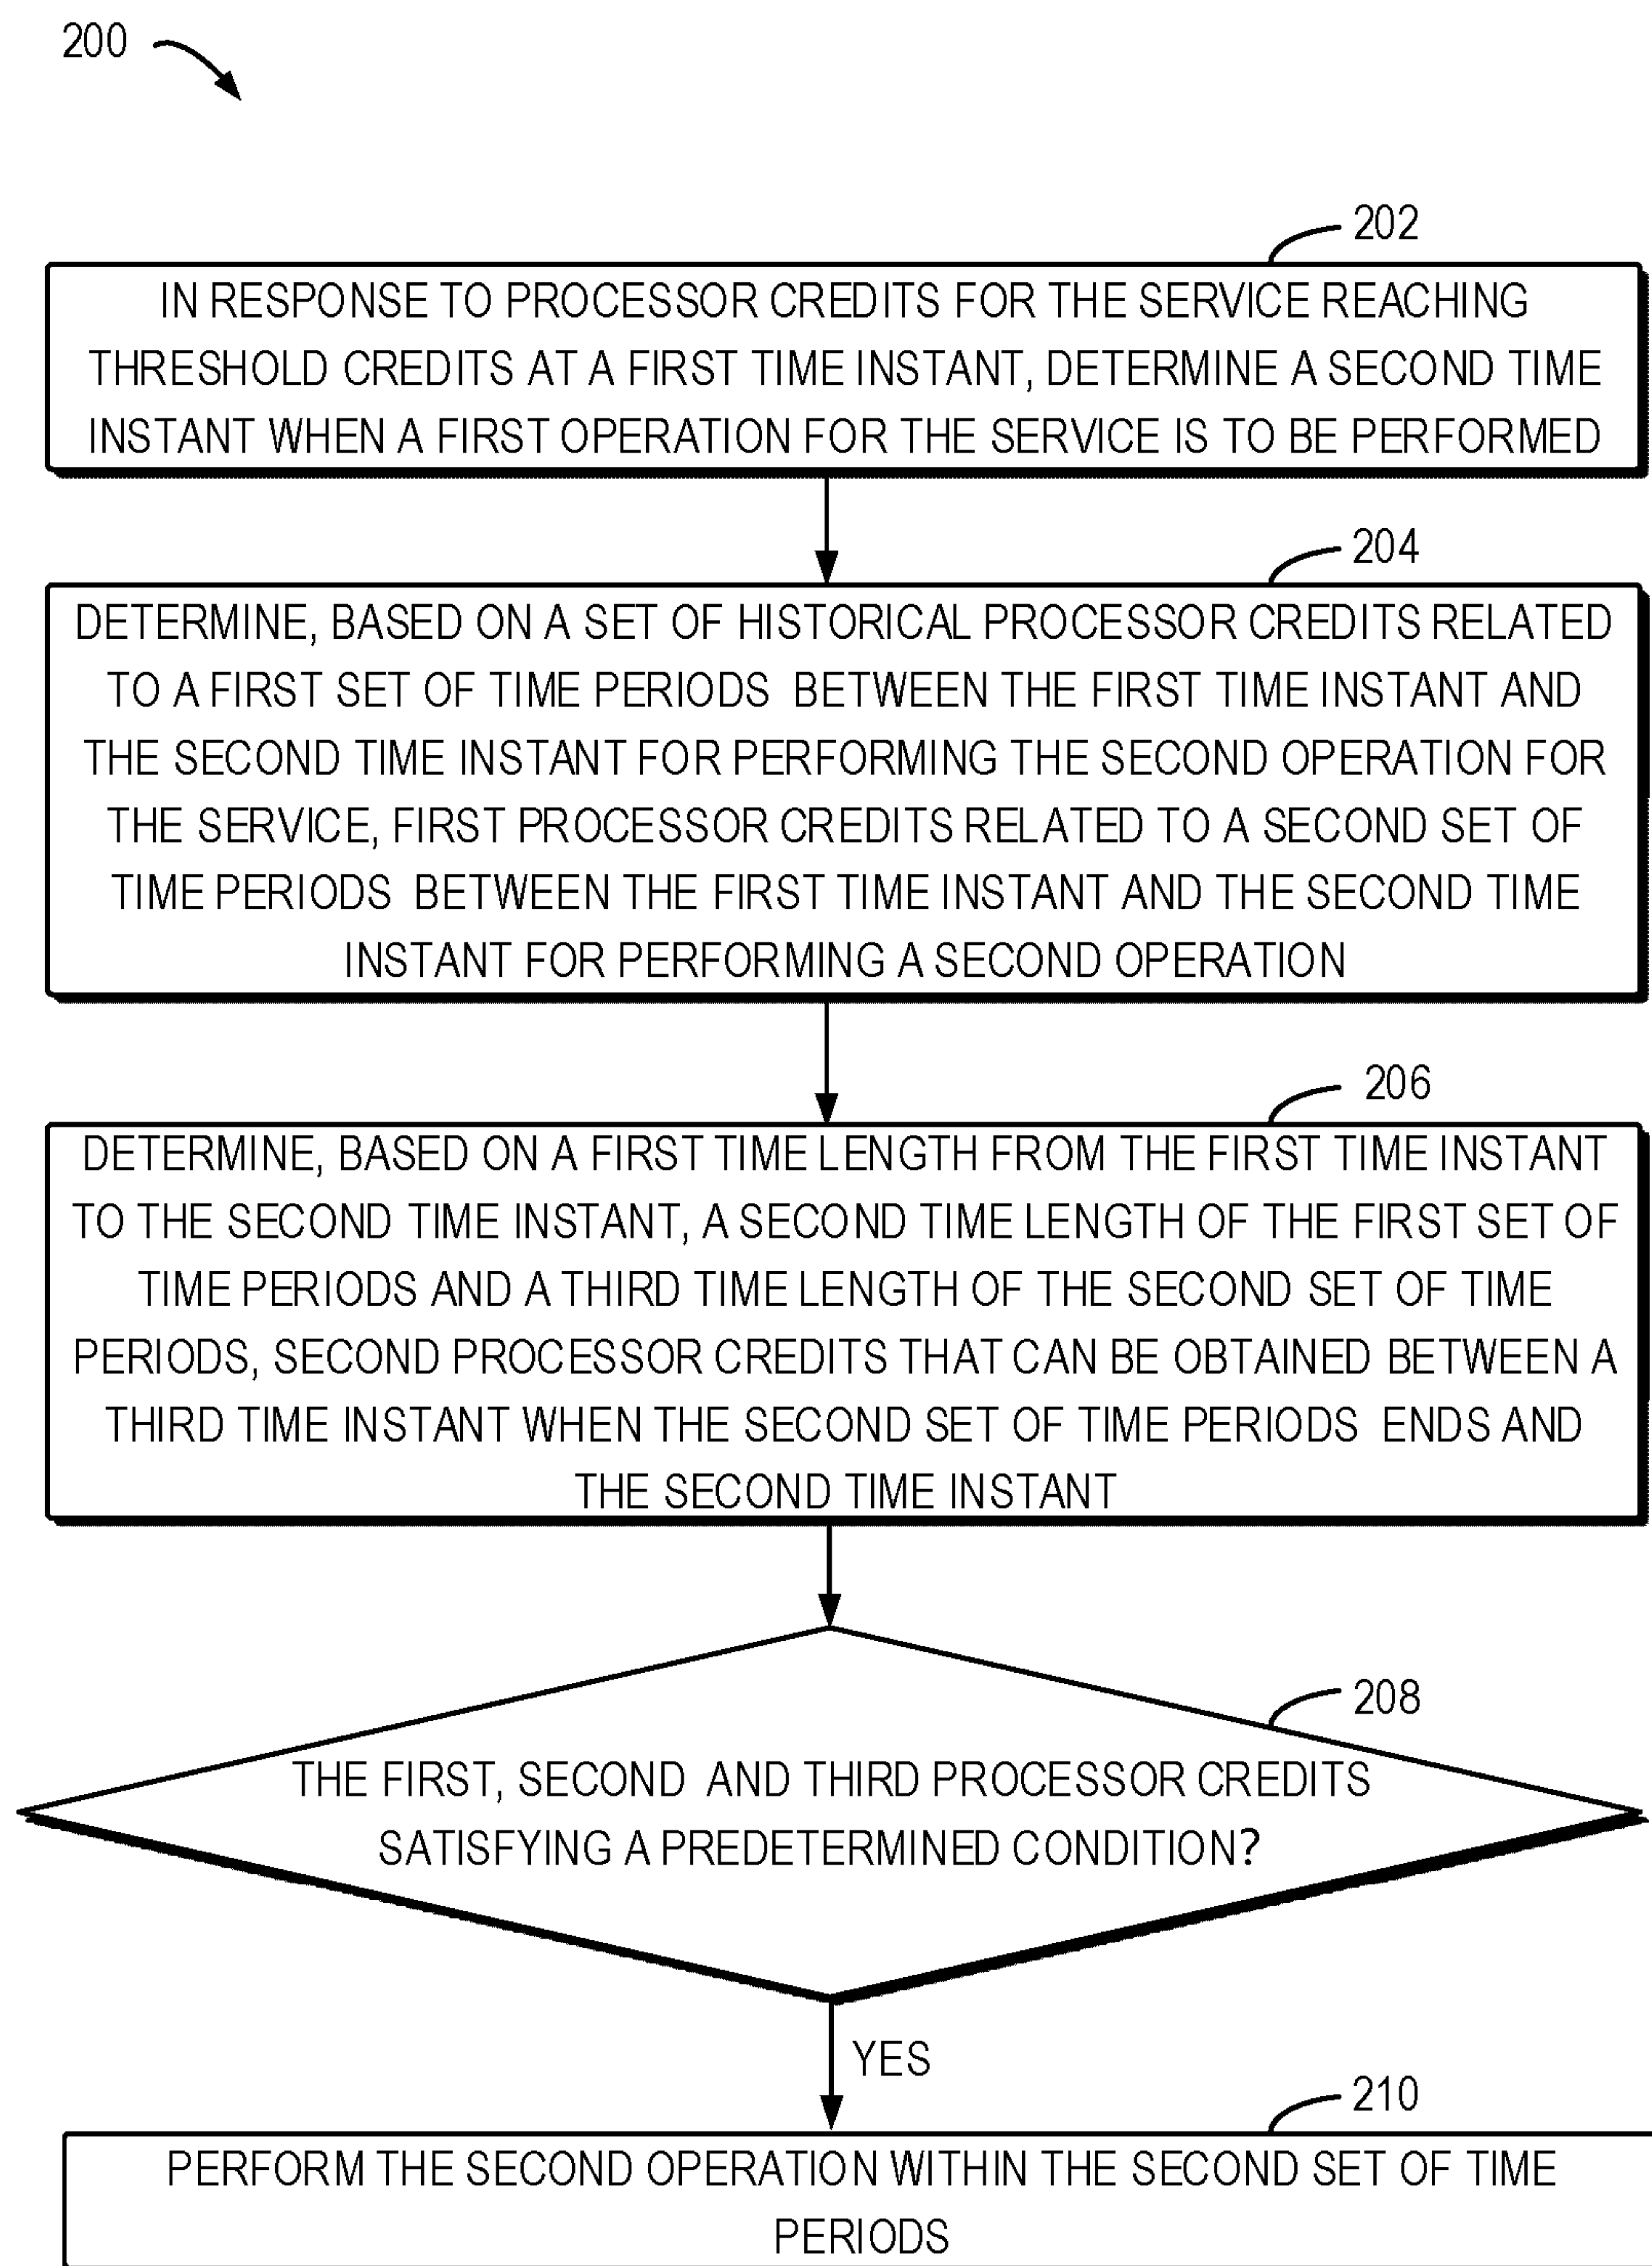 200
202
IN RESPONSE TO PROCESSOR CREDITS FOR THE SERVICE REACHING
THRESHOLD CREDITS AT A FIRST TIME INSTANT, DETERMINE A SECOND TIME
INSTANT WHEN A FIRST OPERATION FOR THE SERVICE IS TO BE PERFORMED
204
DETERMINE, BASED ON A SET OF HISTORICAL PROCESSOR CREDITS RELATED
TO A FIRST SET OF TIME PERIODS BETWEEN THE FIRST TIME INSTANT AND
THE SECOND TIME INSTANT FOR PERFORMING THE SECOND OPERATION FOR
THE SERVICE, FIRST PROCESSOR CREDITS RELATED TO A SECOND SET OF
TIME PERIODS BETWEEN THE FIRST TIME INSTANT AND THE SECOND TIME
INSTANT FOR PERFORMING A SECOND OPERATION
206
DETERMINE, BASED ON A FIRST TIME LENGTH FROM THE FIRST TIME INSTANT
TO THE SECOND TIME INSTANT, A SECOND TIME LENGTH OF THE FIRST SET OF
TIME PERIODS AND A THIRD TIME LENGTH OF THE SECOND SET OF TIME
PERIODS, SECOND PROCESSOR CREDITS THAT CAN BE OBTAINED BETWEEN A
THIRD TIME INSTANT WHEN THE SECOND SET OF TIME PERIODS ENDS AND
THE SECOND TIME INSTANT
208
THE FIRST, SECOND AND THIRD PROCESSOR CREDITS
SATISFYING A PREDETERMINED CONDITION?
YES
210
PERFORM THE SECOND OPERATION WITHIN THE SECOND SET OF TIME
PERIODS